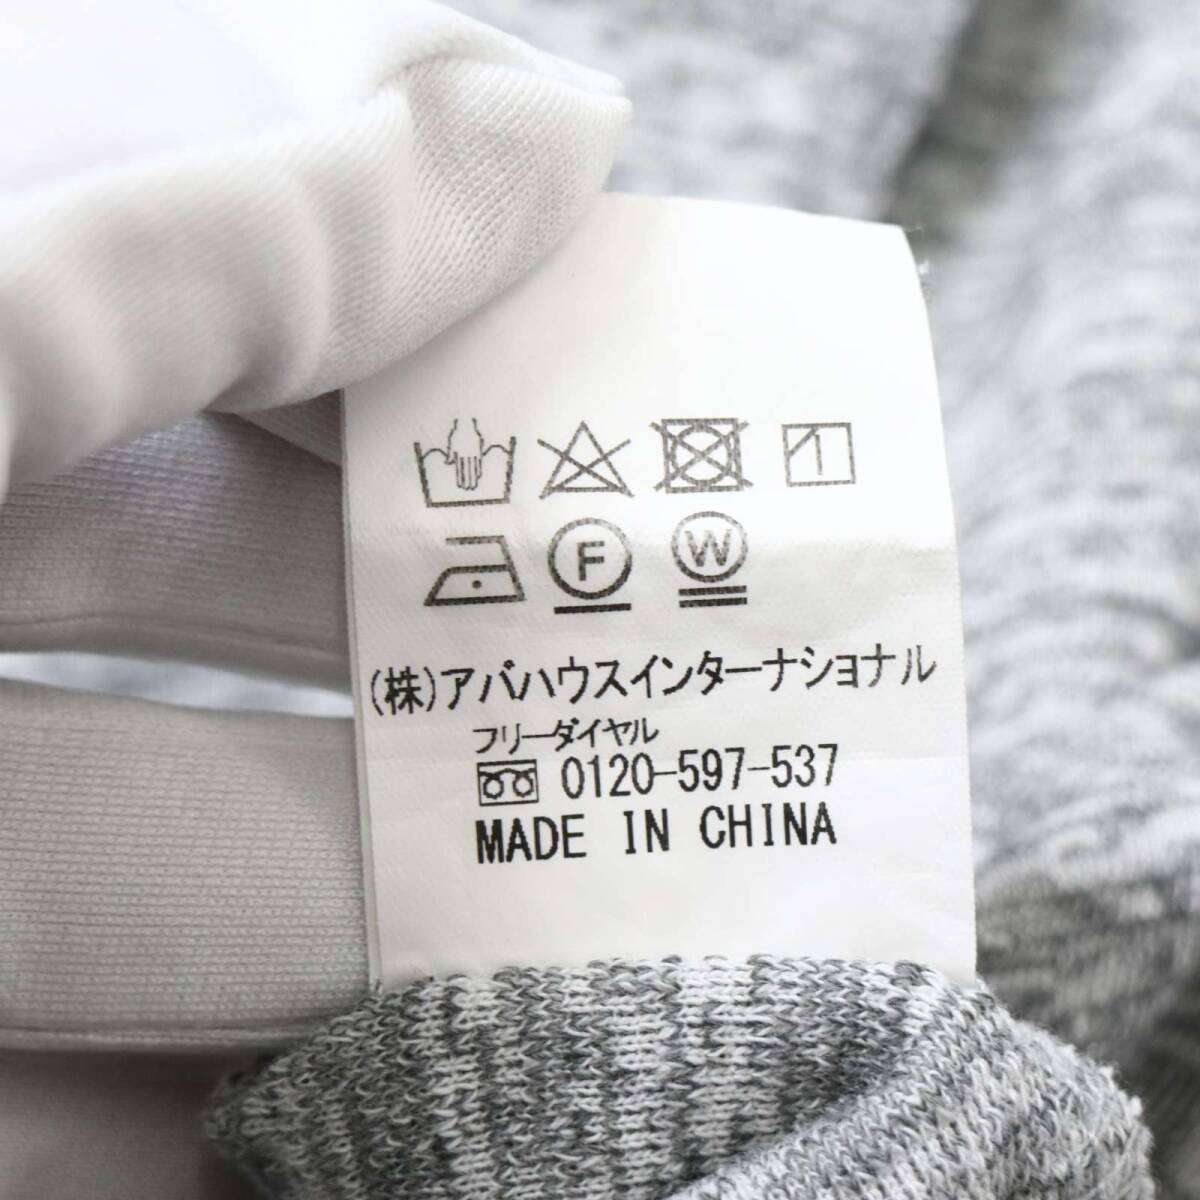 1
F W
(株)アバハウスインターナショナル
フリーダイヤル
0120-597-537
MADE IN CHINA